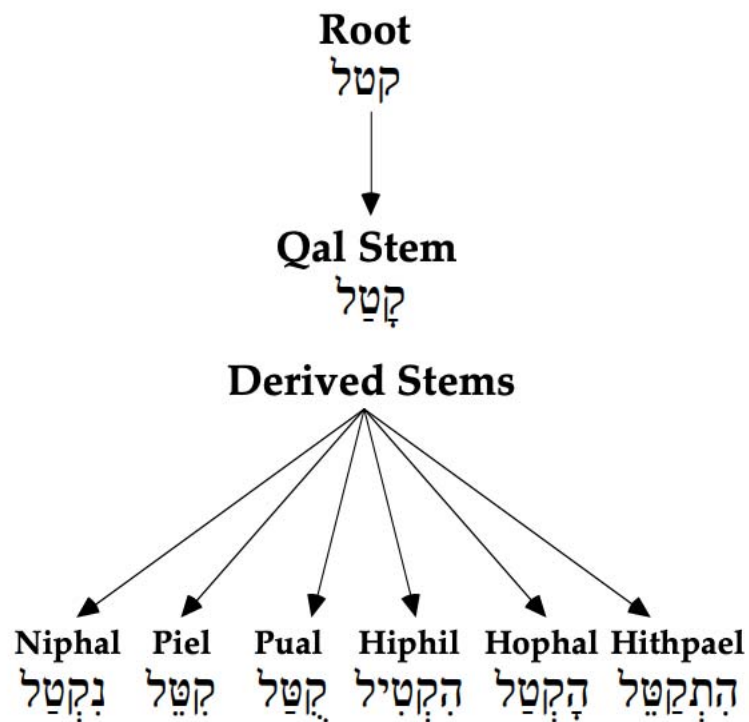 Root
קטל
Qal Stem
קָטַל
Derived Stems
Niphal Piel Pual Hiphil Hophal Hithpael
נִקְטַל קִטֵּל קֻטַּל הִקְטִיל הָקְטַל הִתְקַטֵּל